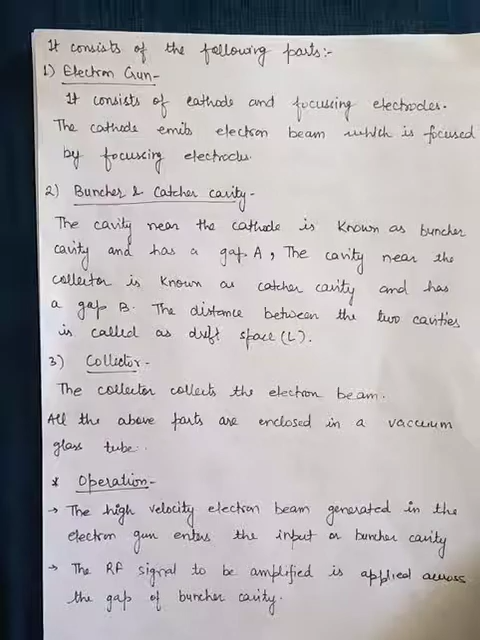 It consists of the following parts:-
1) Electron Gun-
It consists of cathode and focussing electrodes.
The cathode emits electron beam which is focused
by focussing electrodes.
2) Buncher & Catcher cavity-
The cavity near the cathode is known as buncher
cavity and has a gap A, The cavity near the
collector is known as catcher cavity and has
a gap B. The distance between the two cavities
is called as drift space (L).
3) Collector-
The collector collects the electron beam.
All the above parts are enclosed in a vaccuum
glass tube.
* Operation-
→ The high velocity electron beam generated in the
electron gun enters the input or buncher cavity
→ The RF signal to be amplified is applied across
the gap of buncher cavity.